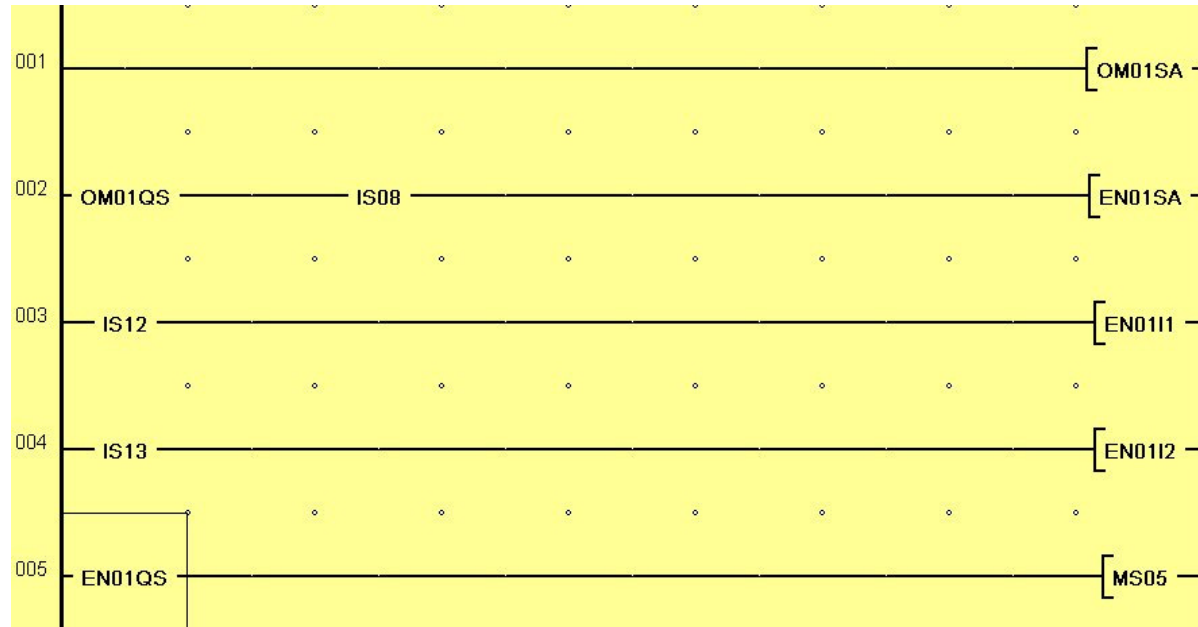 001 OM01SA
002 OM01QS IS08 EN01SA
003 IS12 EN01I1
004 IS13 EN01I2
005 EN01QS MS05